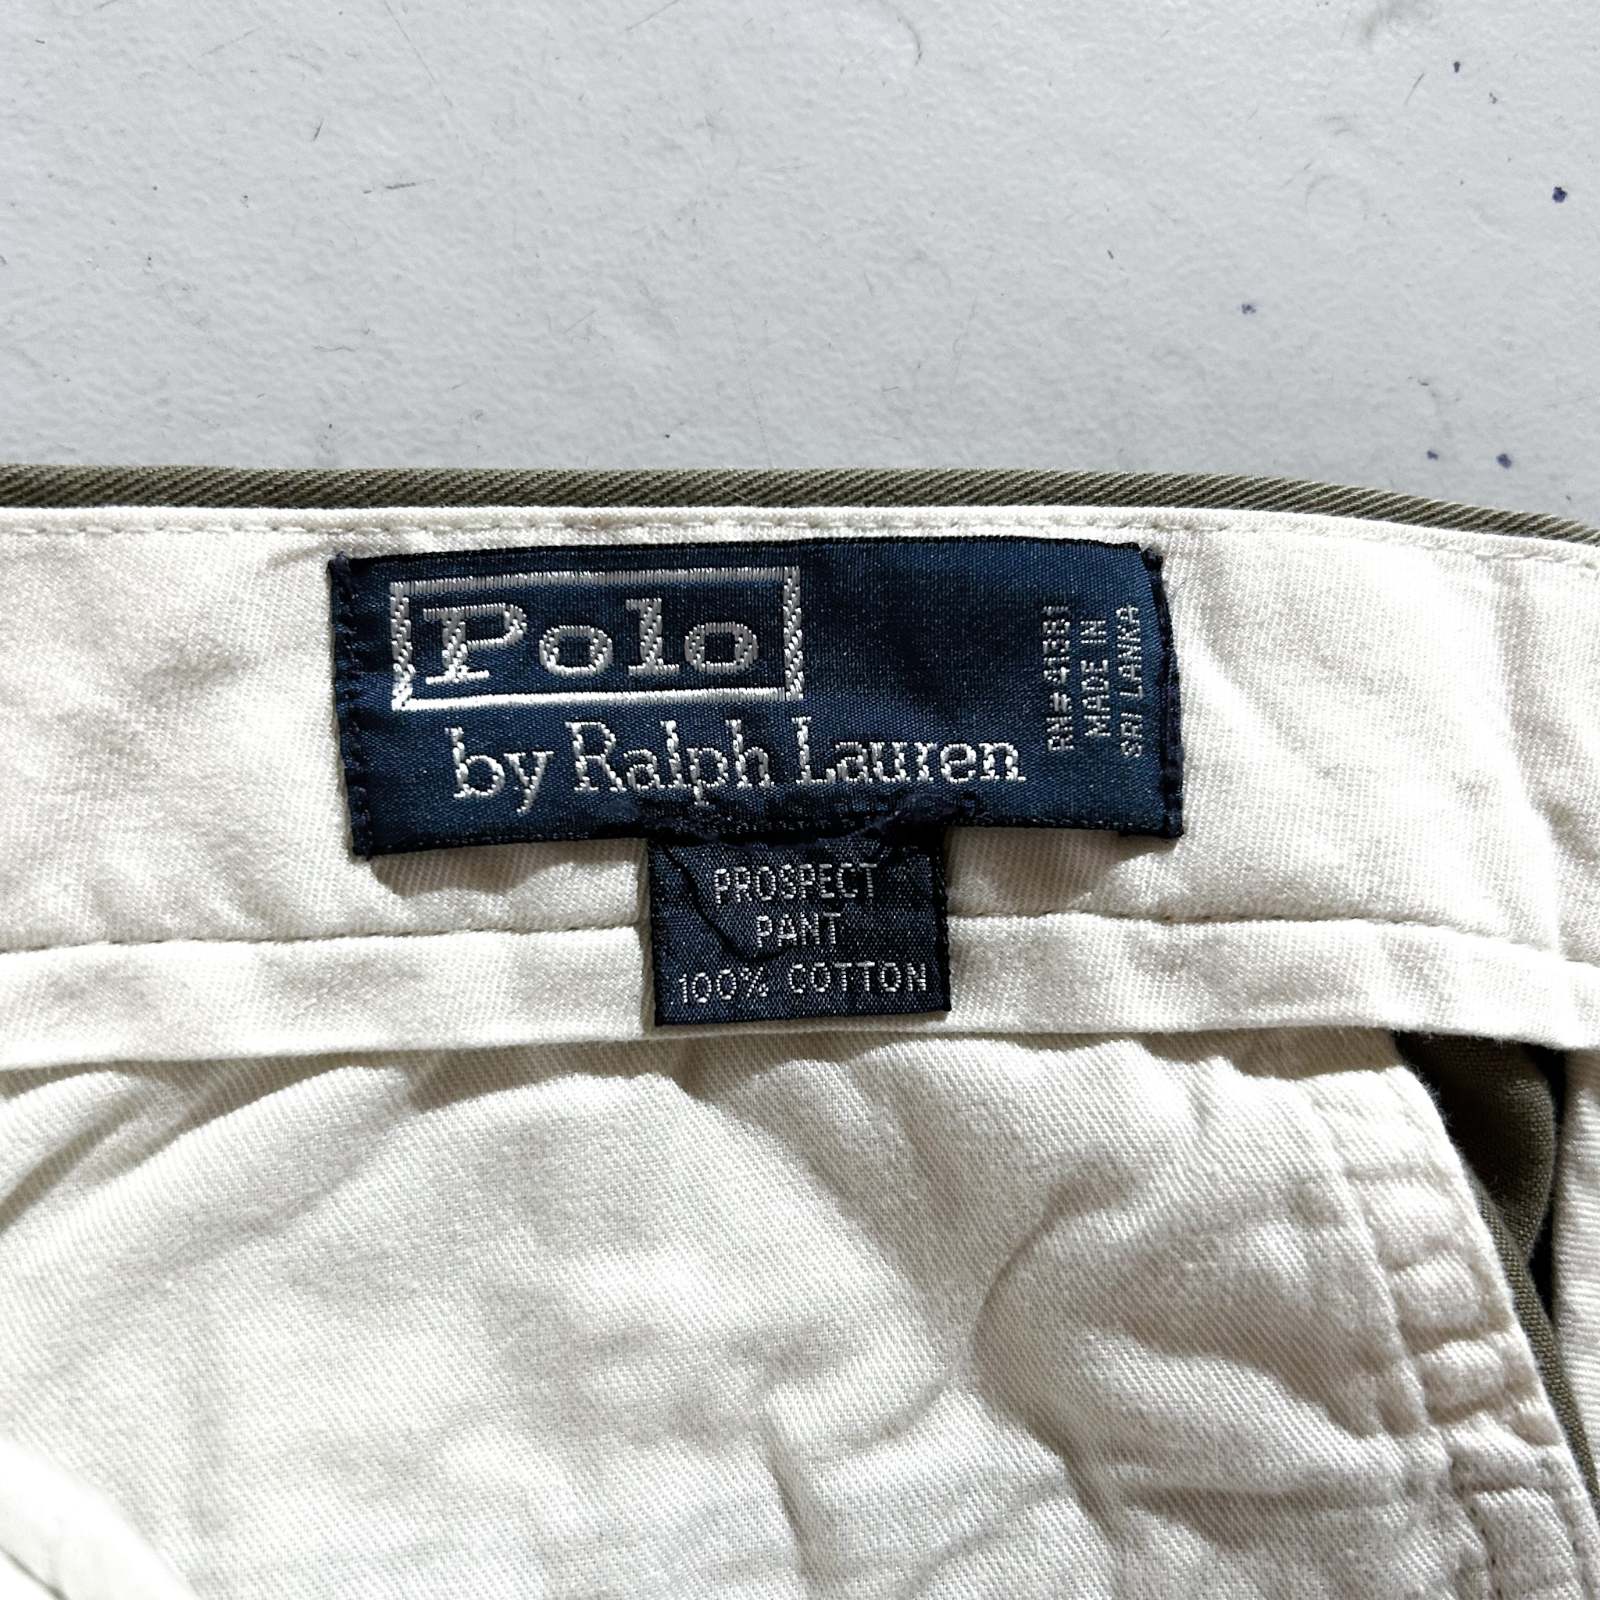 Polo
by Ralph Lauren
RN# 41381
MADE IN
SRI LANKA
PROSPECT
PANT
100% COTTON